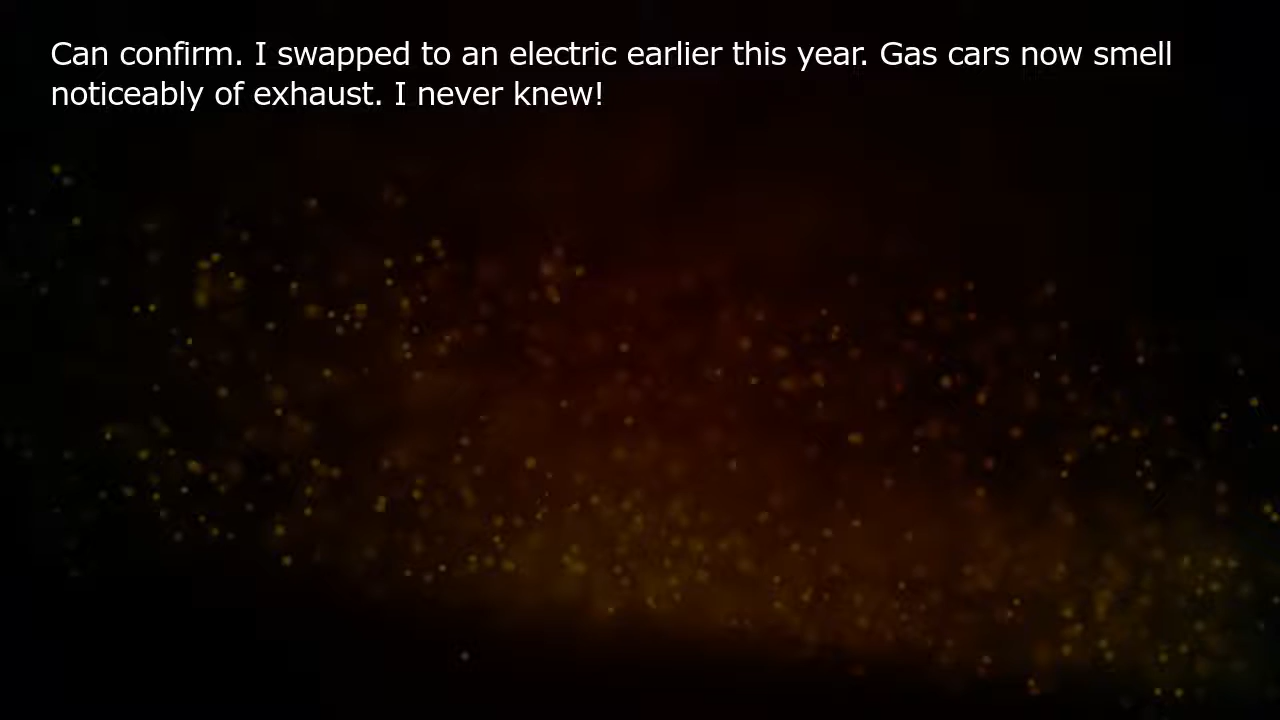 Can confirm. I swapped to an electric earlier this year. Gas cars now smell
noticeably of exhaust. I never knew!